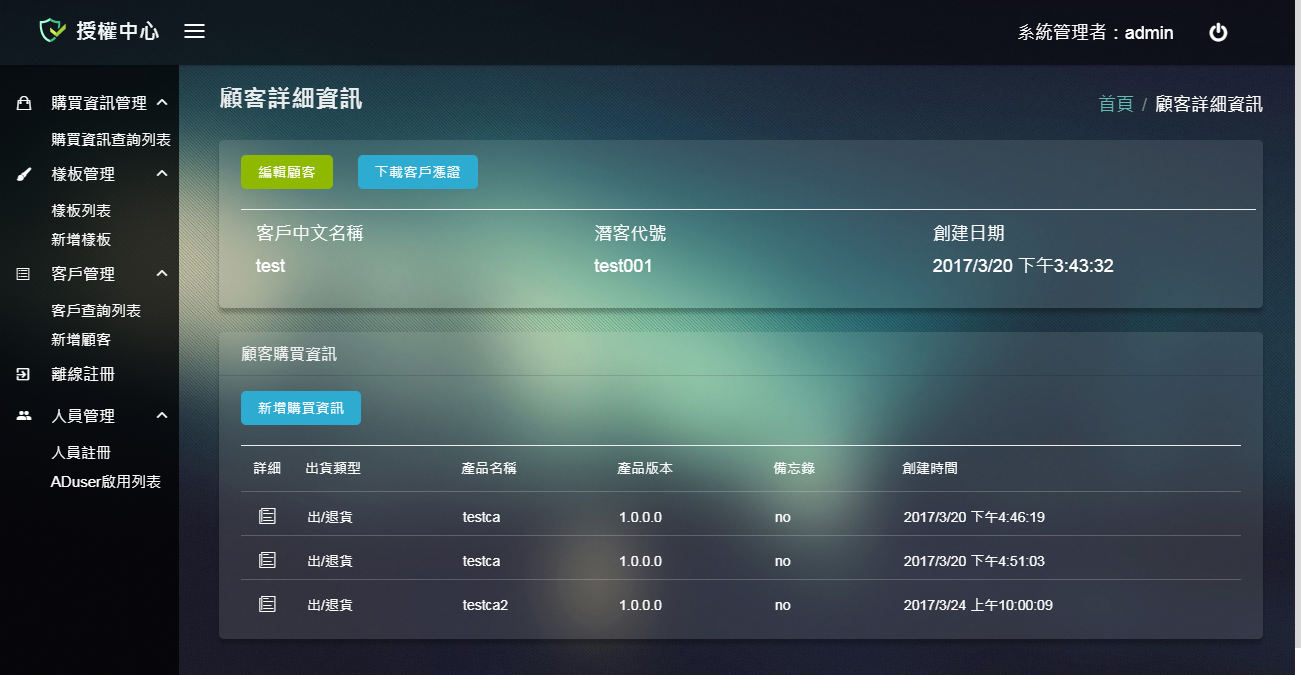 授權中心
系統管理者：admin
購買資訊管理
購買資訊查詢列表
樣板管理
樣板列表
新增樣板
客戶管理
客戶查詢列表
新增顧客
離線註冊
人員管理
人員註冊
ADuser啟用列表
顧客詳細資訊
首頁 / 顧客詳細資訊
編輯顧客 下載客戶憑證
客戶中文名稱 潛客代號 創建日期
test test001 2017/3/20 下午3:43:32
顧客購買資訊
新增購買資訊
詳細 出貨類型 產品名稱 產品版本 備忘錄 創建時間
出/退貨 testca 1.0.0.0 no 2017/3/20 下午4:46:19
出/退貨 testca 1.0.0.0 no 2017/3/20 下午4:51:03
出/退貨 testca2 1.0.0.0 no 2017/3/24 上午10:00:09